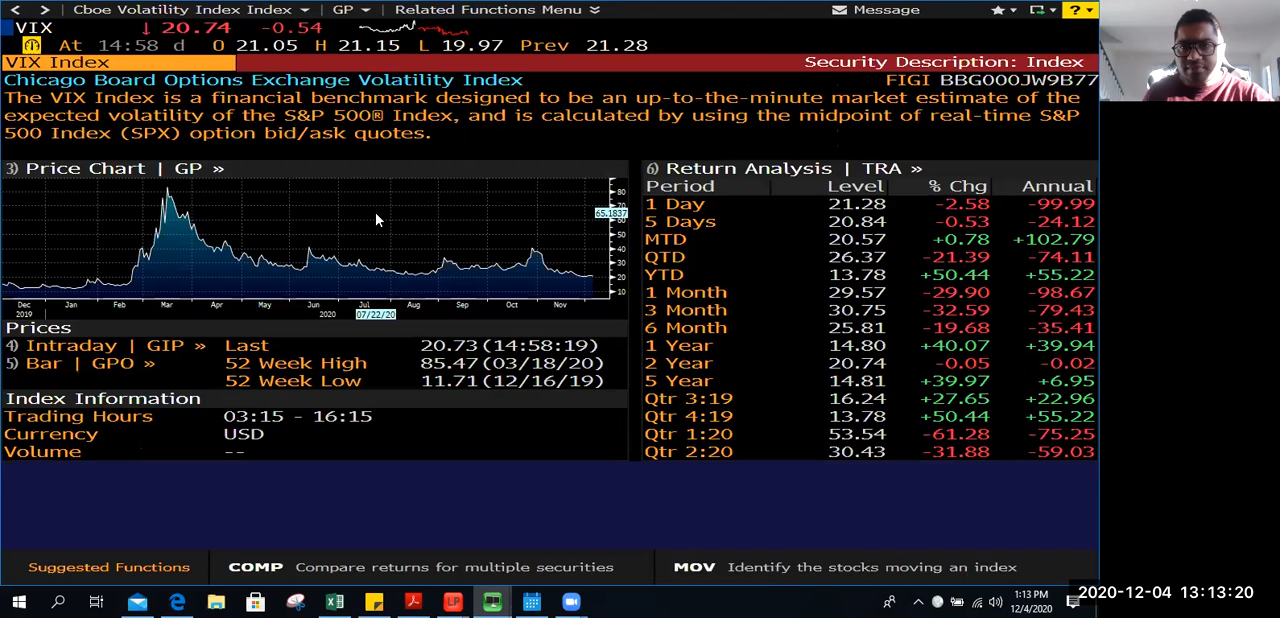 Cboe Volatility Index Index GP Related Functions Menu Message ?
VIX ↓ 20.74 -0.54
At 14:58 d O 21.05 H 21.15 L 19.97 Prev 21.28
VIX Index Security Description: Index
Chicago Board Options Exchange Volatility Index FIGI BBG000JW9B77
The VIX Index is a financial benchmark designed to be an up-to-the-minute market estimate of the
expected volatility of the S&P 500® Index, and is calculated by using the midpoint of real-time S&P
500 Index (SPX) option bid/ask quotes.
3) Price Chart | GP »
80
65.1837
60
50
40
30
20
10
Dec Jan Feb Mar Apr May Jun Jul Aug Sep Oct Nov
2019 2020 07/22/20
Prices
4) Intraday | GIP » Last 20.73 (14:58:19)
5) Bar | GPO » 52 Week High 85.47 (03/18/20)
52 Week Low 11.71 (12/16/19)
Index Information
Trading Hours 03:15 - 16:15
Currency USD
Volume --
6) Return Analysis | TRA »
Period Level % Chg Annual
1 Day 21.28 -2.58 -99.99
5 Days 20.84 -0.53 -24.12
MTD 20.57 +0.78 +102.79
QTD 26.37 -21.39 -74.11
YTD 13.78 +50.44 +55.22
1 Month 29.57 -29.90 -98.67
3 Month 30.75 -32.59 -79.43
6 Month 25.81 -19.68 -35.41
1 Year 14.80 +40.07 +39.94
2 Year 20.74 -0.05 -0.02
5 Year 14.81 +39.97 +6.95
Qtr 3:19 16.24 +27.65 +22.96
Qtr 4:19 13.78 +50.44 +55.22
Qtr 1:20 53.54 -61.28 -75.25
Qtr 2:20 30.43 -31.88 -59.03
Suggested Functions COMP Compare returns for multiple securities MOV Identify the stocks moving an index
LP
1:13 PM
12/4/2020
2020-12-04 13:13:20